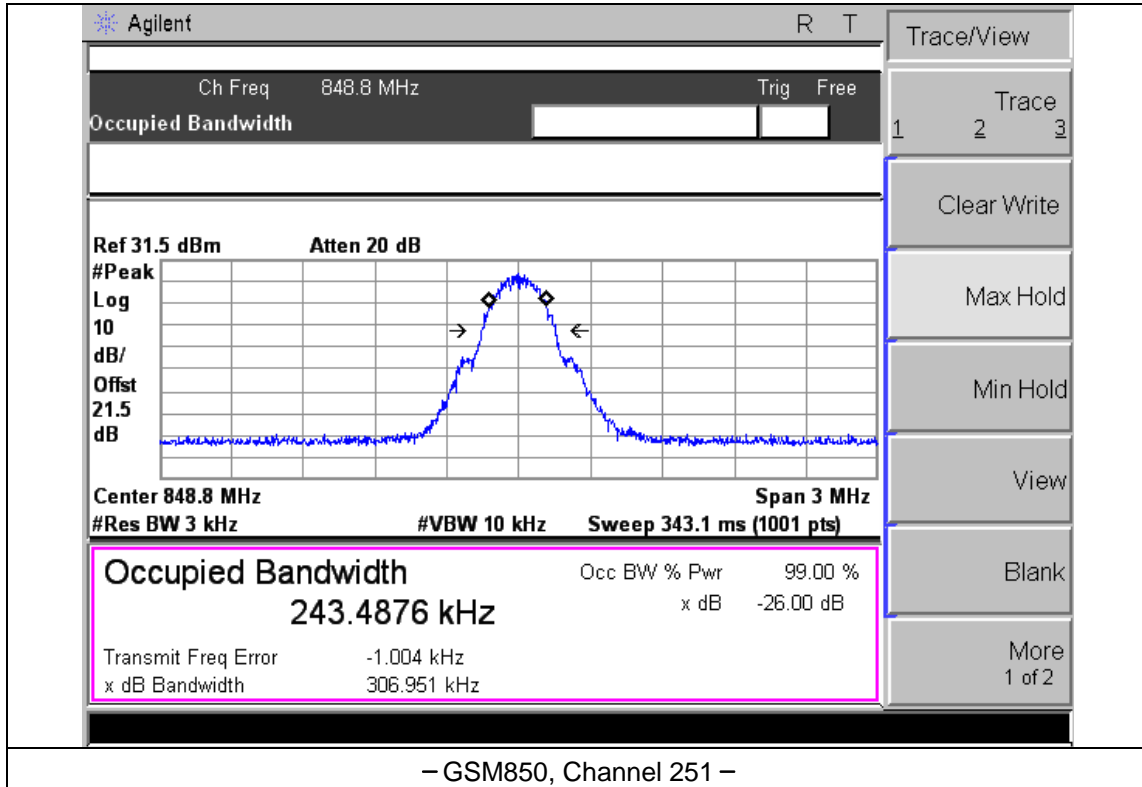 Agilent R T
Trace/View
Ch Freq 848.8 MHz Trig Free
Occupied Bandwidth
Trace
1 2 3
Clear Write
Max Hold
Min Hold
View
Blank
More
1 of 2
Ref 31.5 dBm Atten 20 dB
#Peak
Log
10
dB/
Offst
21.5
dB
Center 848.8 MHz Span 3 MHz
#Res BW 3 kHz #VBW 10 kHz Sweep 343.1 ms (1001 pts)
Occupied Bandwidth Occ BW % Pwr 99.00 %
243.4876 kHz x dB -26.00 dB
Transmit Freq Error -1.004 kHz
x dB Bandwidth 306.951 kHz
–GSM850, Channel 251–